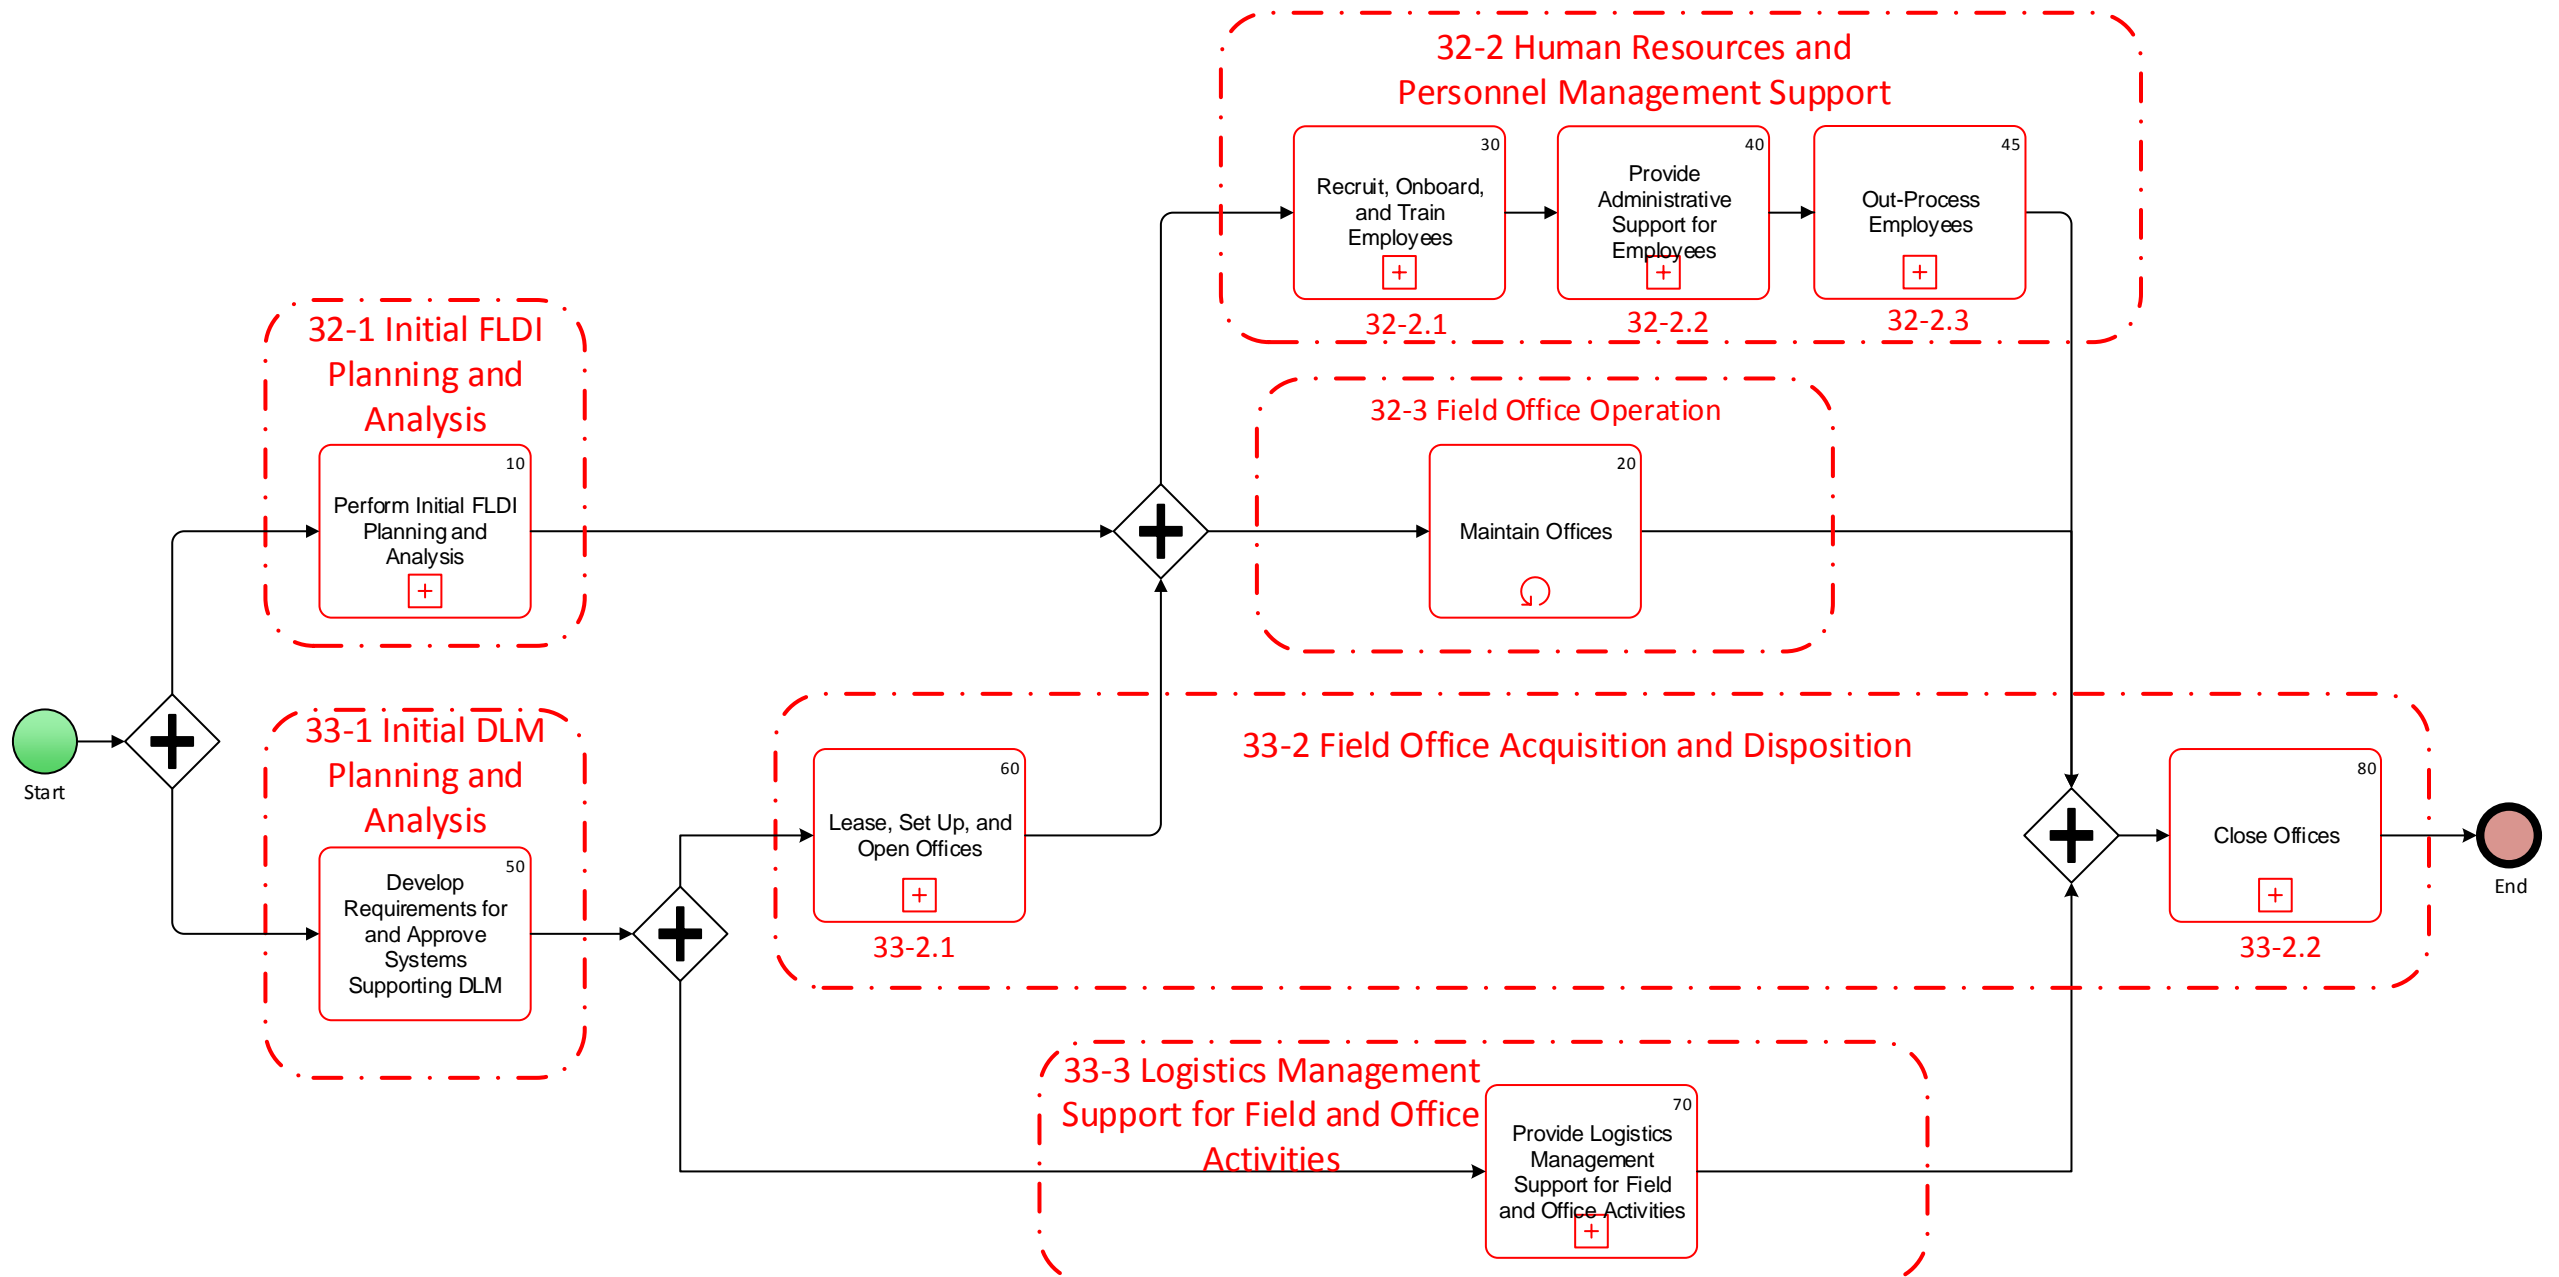 32-2 Human Resources and
Personnel Management Support
30
Recruit, Onboard,
and Train
Employees
32-2.1
40
Provide
Administrative
Support for
Employees
32-2.2
45
Out-Process
Employees
32-2.3
32-1 Initial FLDI
Planning and
Analysis
10
Perform Initial FLDI
Planning and
Analysis
32-3 Field Office Operation
20
Maintain Offices
Start
33-1 Initial DLM
Planning and
Analysis
50
Develop
Requirements for
and Approve
Systems
Supporting DLM
33-2 Field Office Acquisition and Disposition
60
Lease, Set Up, and
Open Offices
33-2.1
80
Close Offices
33-2.2
End
33-3 Logistics Management
Support for Field and Office
Activities
70
Provide Logistics
Management
Support for Field
and Office Activities